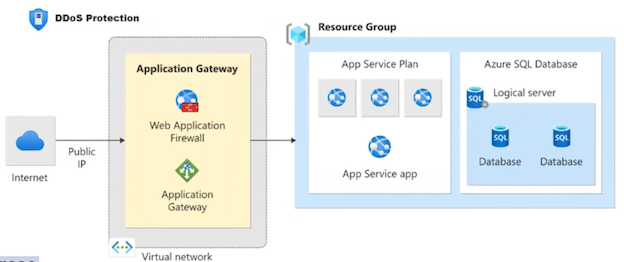 DDoS Protection
Resource Group
Application Gateway
Web Application
Firewall
Application
Gateway
Internet
Public
IP
Virtual network
App Service Plan
App Service app
Azure SQL Database
SQL
Logical server
SQL
SQL
Database
Database